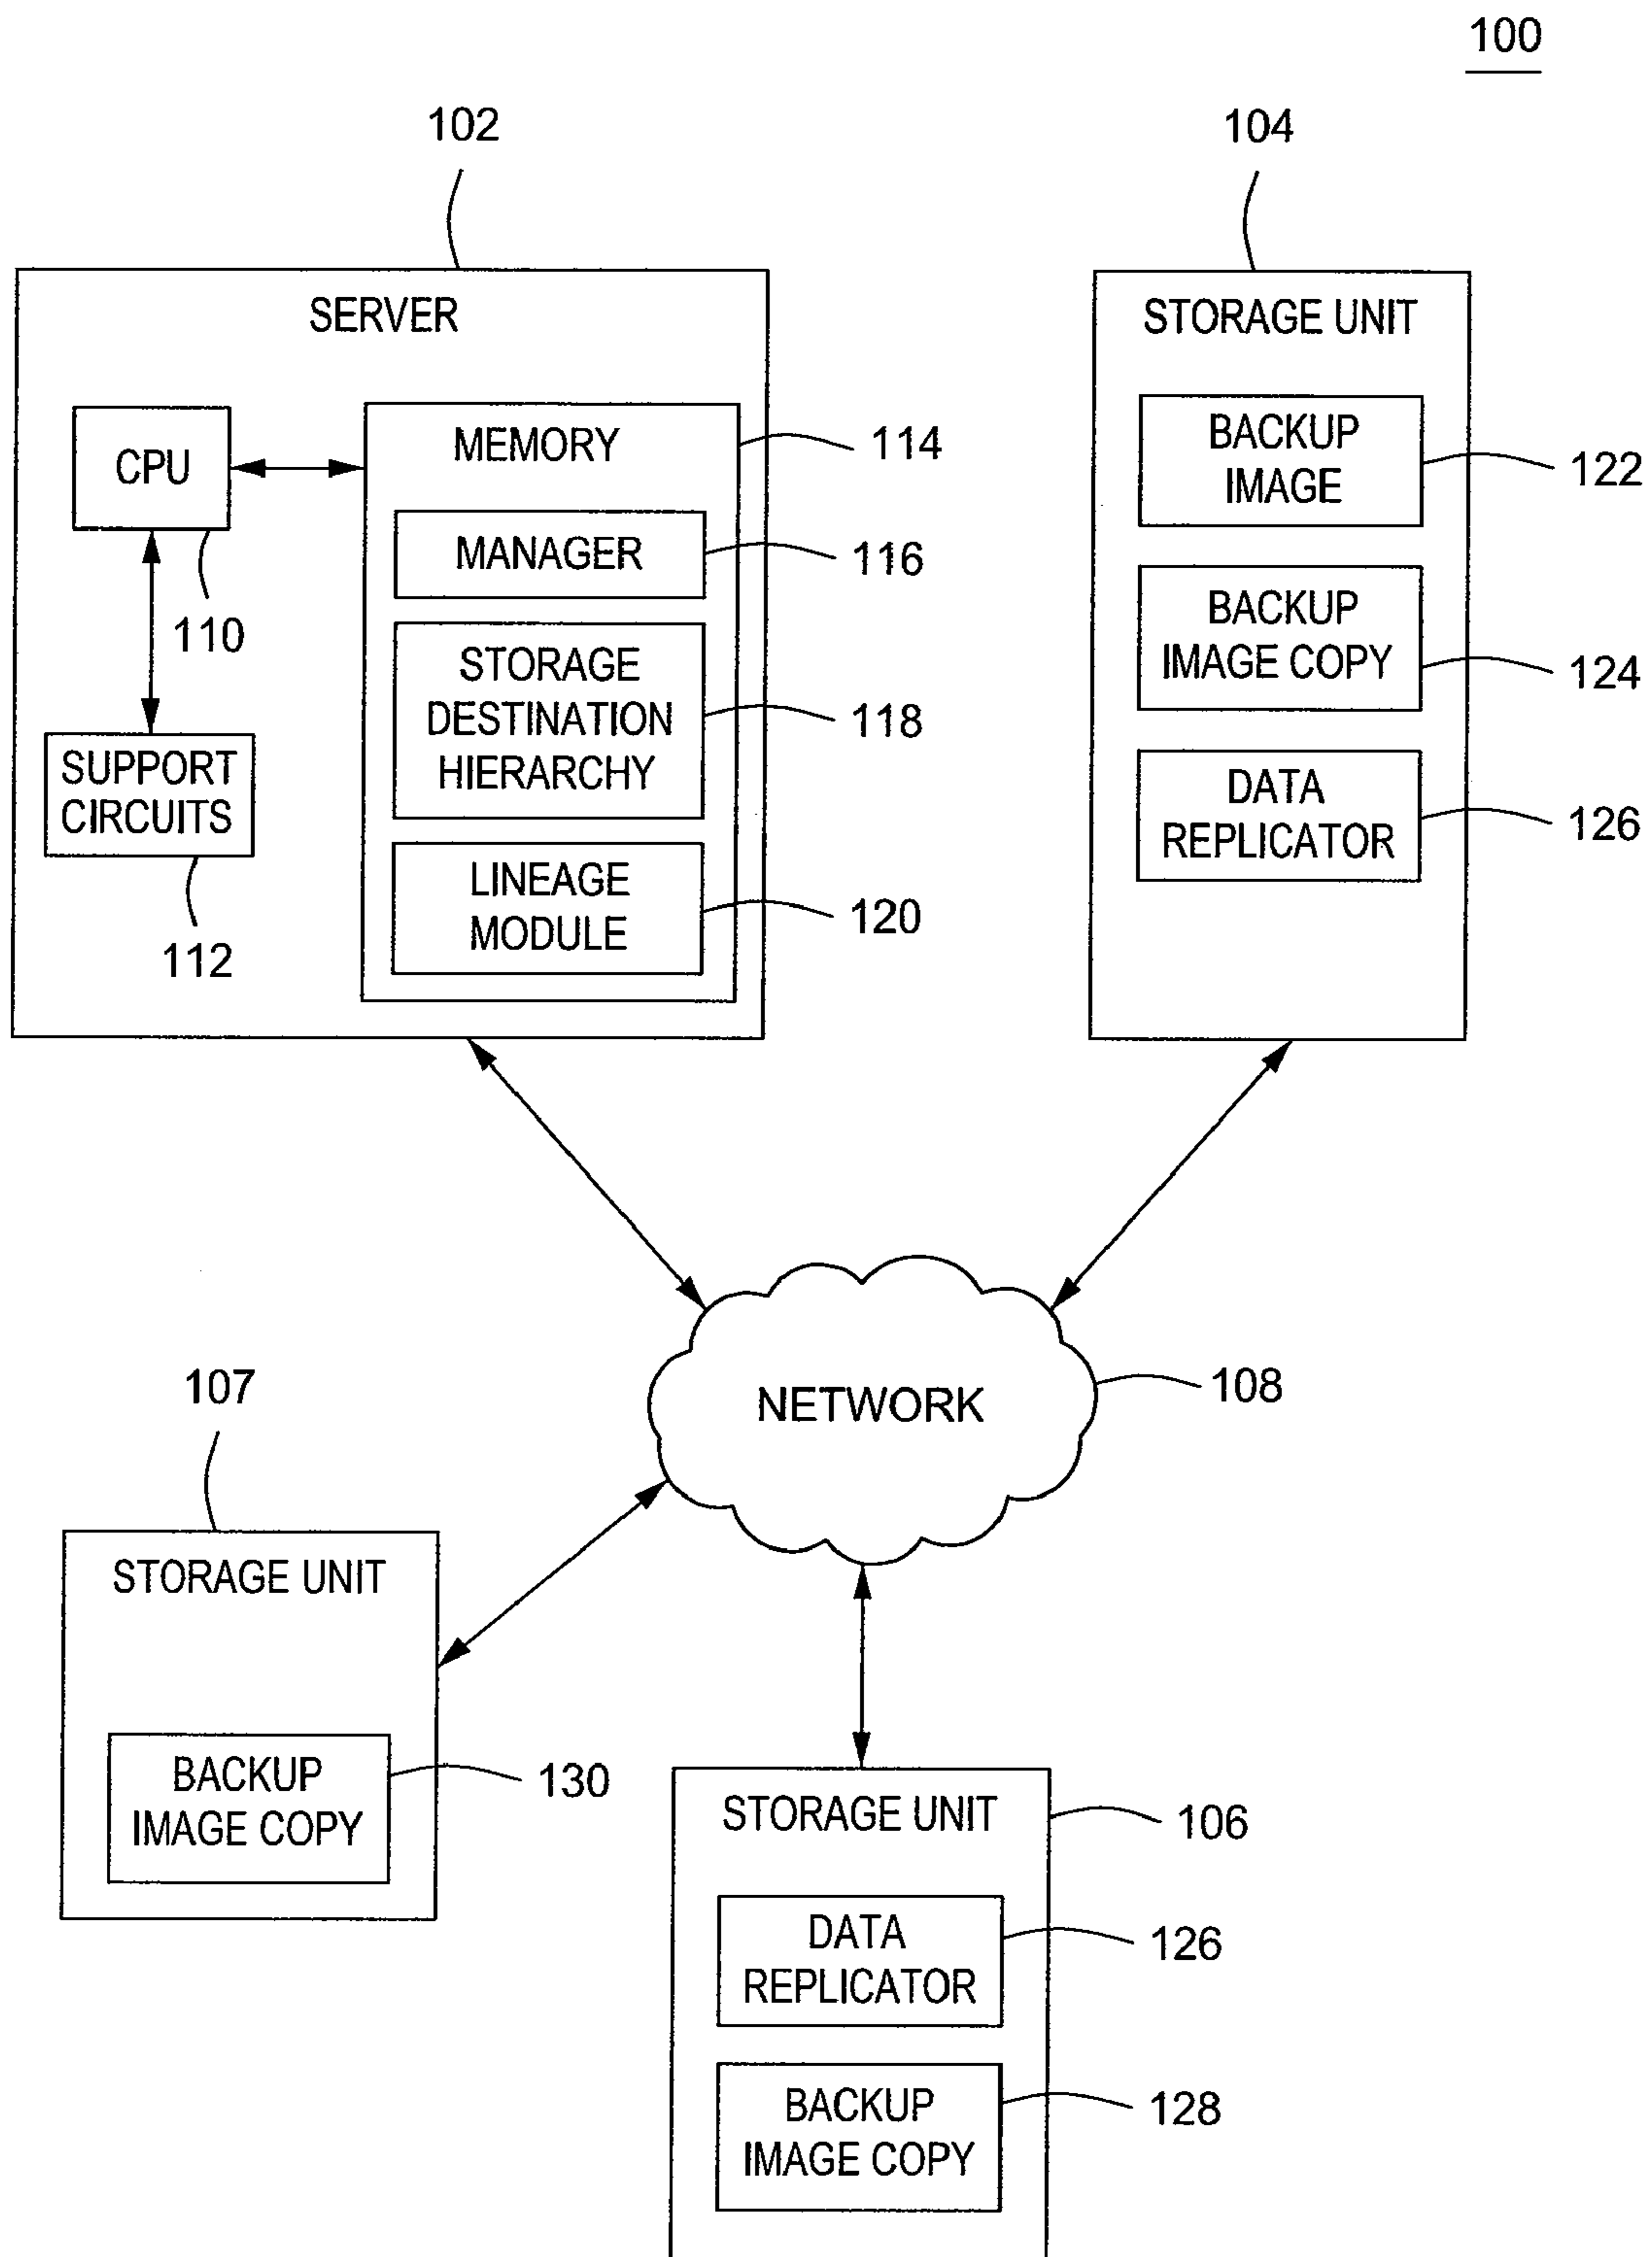 100
102
104
SERVER
CPU
110
SUPPORT
CIRCUITS
112
MEMORY
114
MANAGER
116
STORAGE
DESTINATION
HIERARCHY
118
LINEAGE
MODULE
120
STORAGE UNIT
BACKUP
IMAGE
122
BACKUP
IMAGE COPY
124
DATA
REPLICATOR
126
NETWORK
108
107
STORAGE UNIT
BACKUP
IMAGE COPY
130
STORAGE UNIT
106
DATA
REPLICATOR
126
BACKUP
IMAGE COPY
128